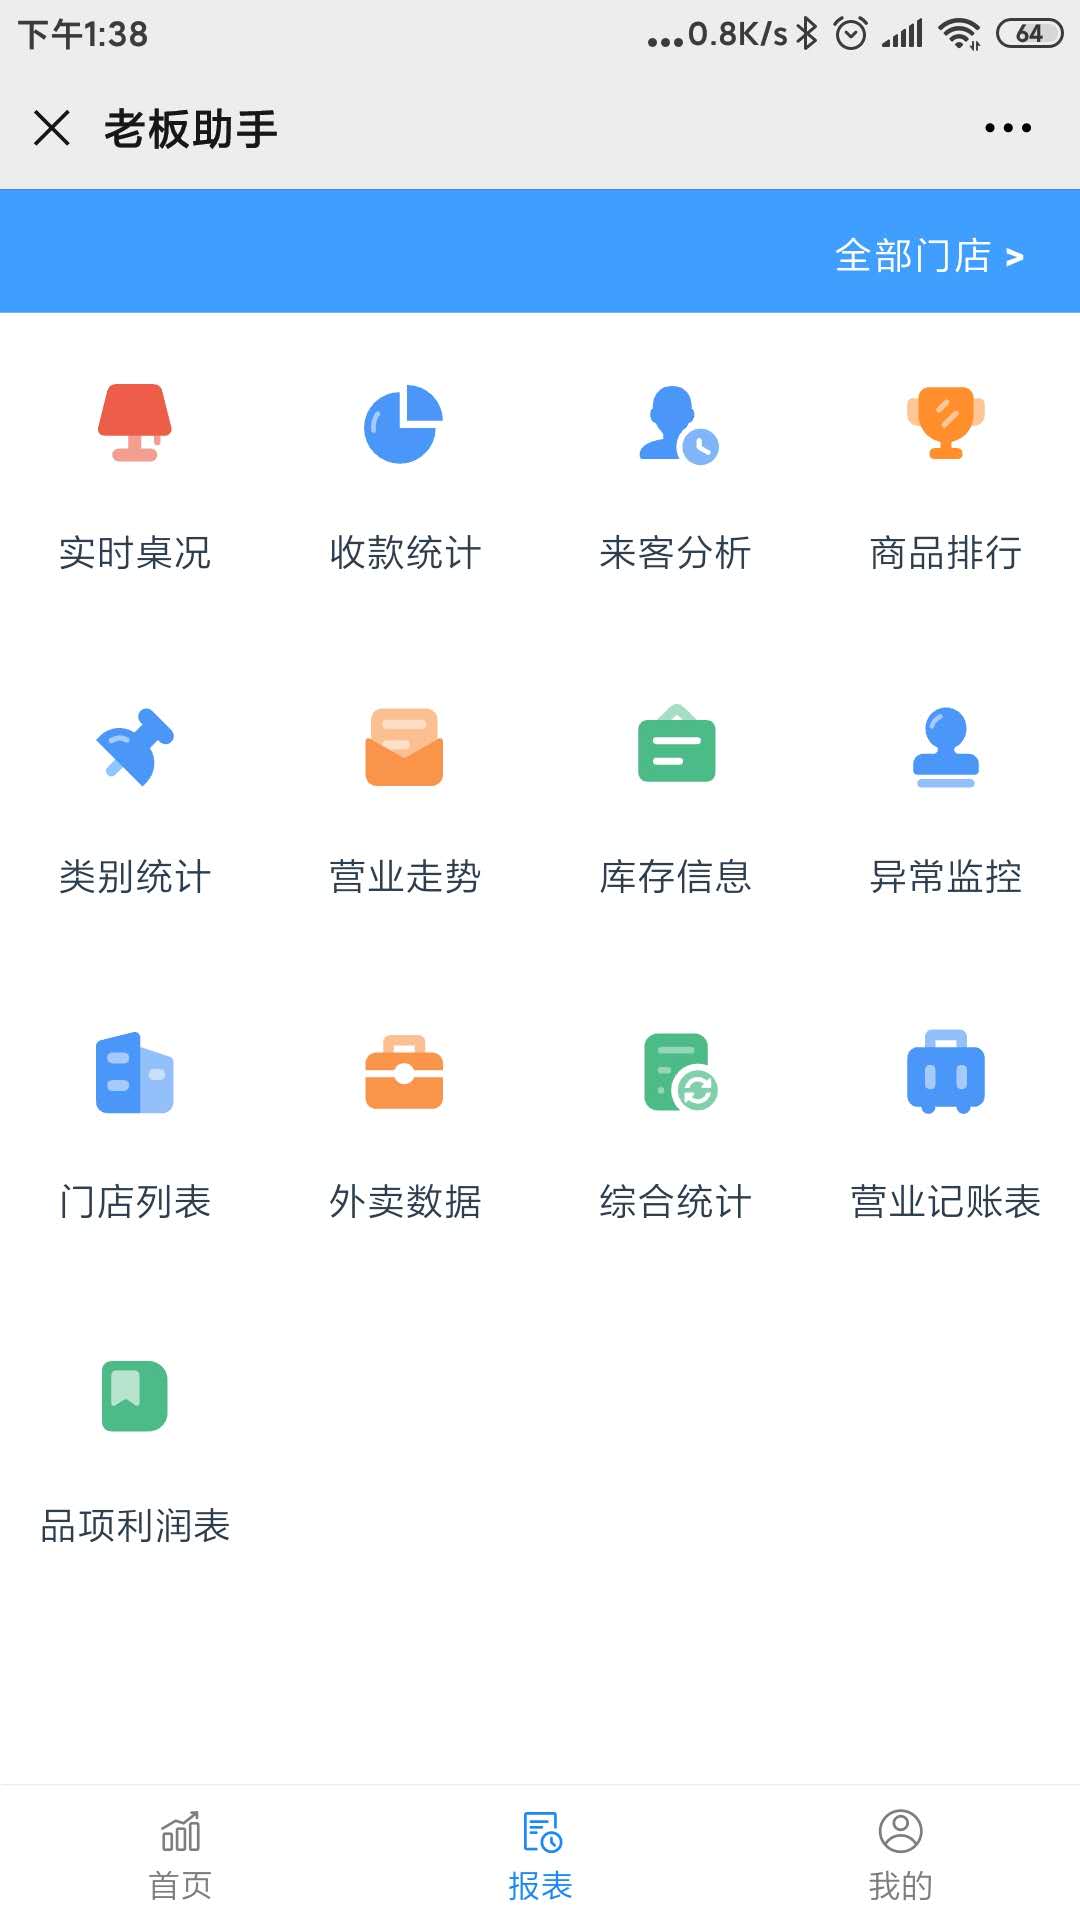 下午1:38 ...0.8K/s 64
老板助手
全部门店 >
实时桌况 收款统计 来客分析 商品排行
类别统计 营业走势 库存信息 异常监控
门店列表 外卖数据 综合统计 营业记账表
品项利润表
首页 报表 我的